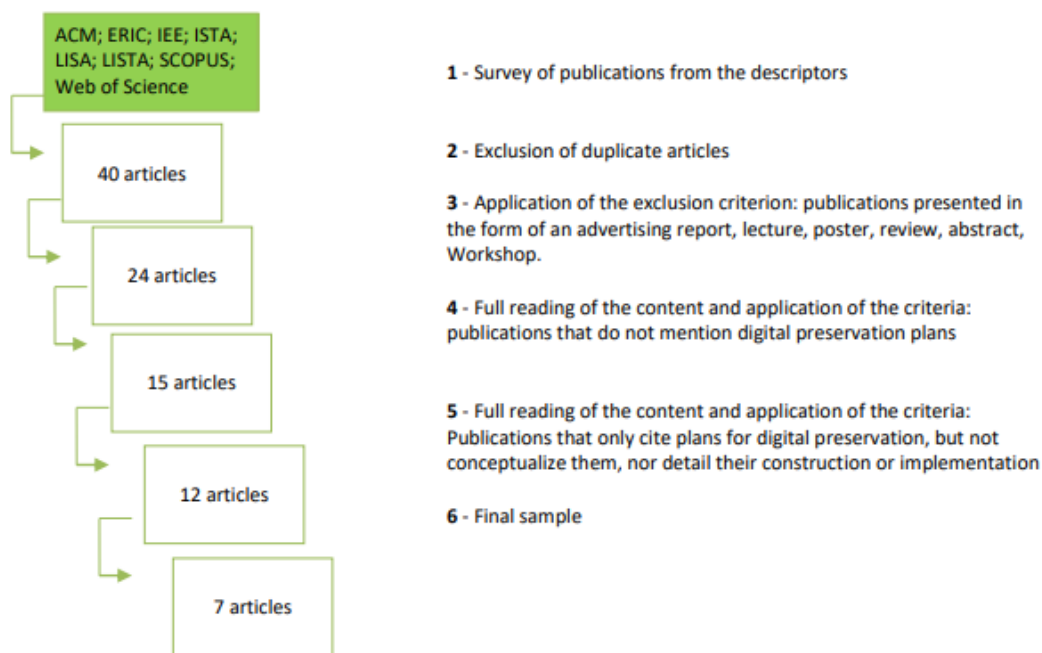 ACM; ERIC; IEE; ISTA;
LISA; LISTA; SCOPUS;
Web of Science
1 - Survey of publications from the descriptors
40 articles
2 - Exclusion of duplicate articles
3 - Application of the exclusion criterion: publications presented in
the form of an advertising report, lecture, poster, review, abstract,
Workshop.
24 articles
4 - Full reading of the content and application of the criteria:
publications that do not mention digital preservation plans
15 articles
5 - Full reading of the content and application of the criteria:
Publications that only cite plans for digital preservation, but not
conceptualize them, nor detail their construction or implementation
12 articles
6 - Final sample
7 articles